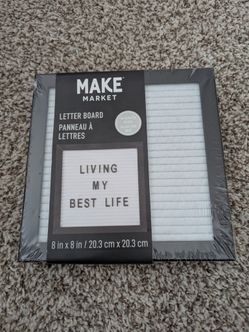 MAKE
MARKET
LETTER BOARD
PANNEAU À
LETTRES
LIVING
MY
BEST LIFE
8 in x 8 in / 20.3 cm x 20.3 cm